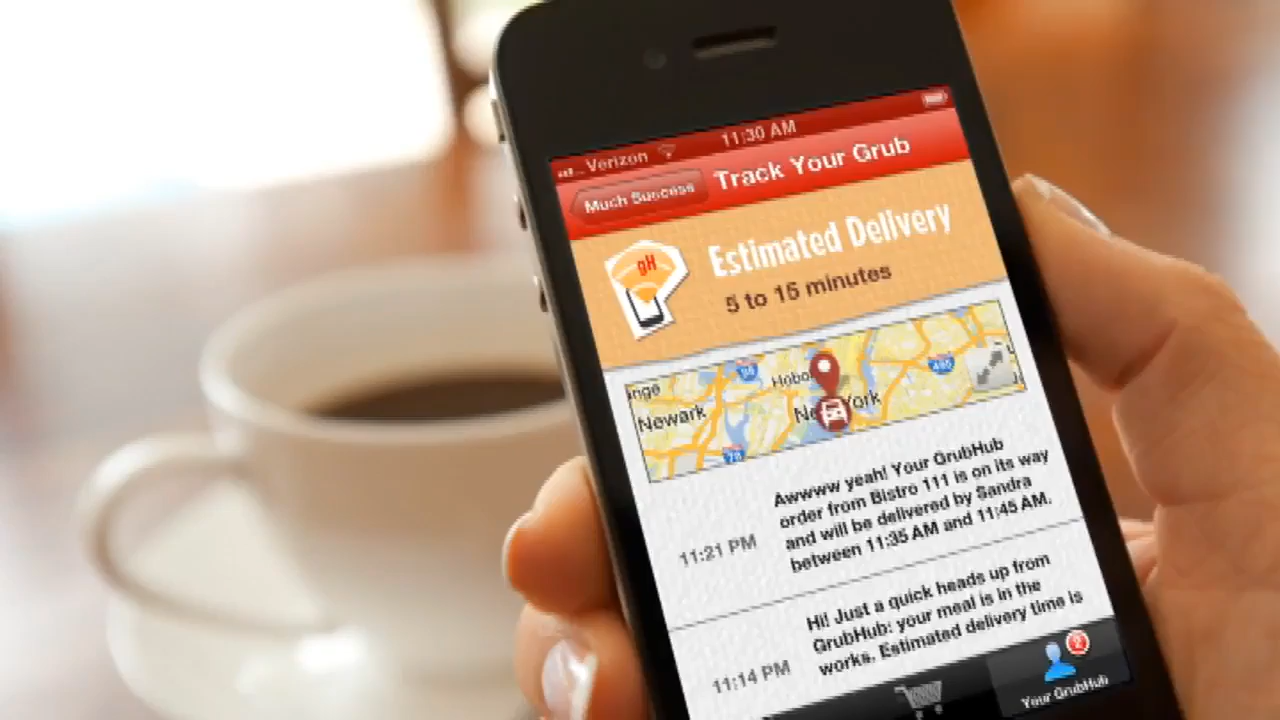 Verizon 11:30 AM
Much Success Track Your Grub
gH
Estimated Delivery
5 to 15 minutes
Newark
York
495
78
11:21 PM
Awwww yeah! Your GrubHub
order from Bistro 111 is on its way
and will be delivered by Sandra
between 11:35 AM and 11:45 AM.
11:14 PM
Hi! Just a quick heads up from
GrubHub: your meal is in the
works. Estimated delivery time is
2
Your GrubHub